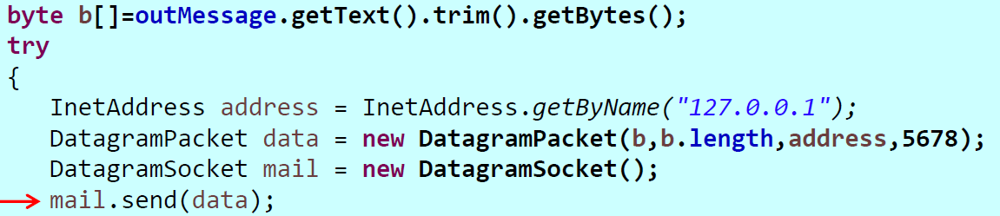 byte b[]=outMessage.getText().trim().getBytes();
try
{
InetAddress address = InetAddress.getByName("127.0.0.1");
DatagramPacket data = new DatagramPacket(b,b.length,address,5678);
DatagramSocket mail = new DatagramSocket();
mail.send(data);